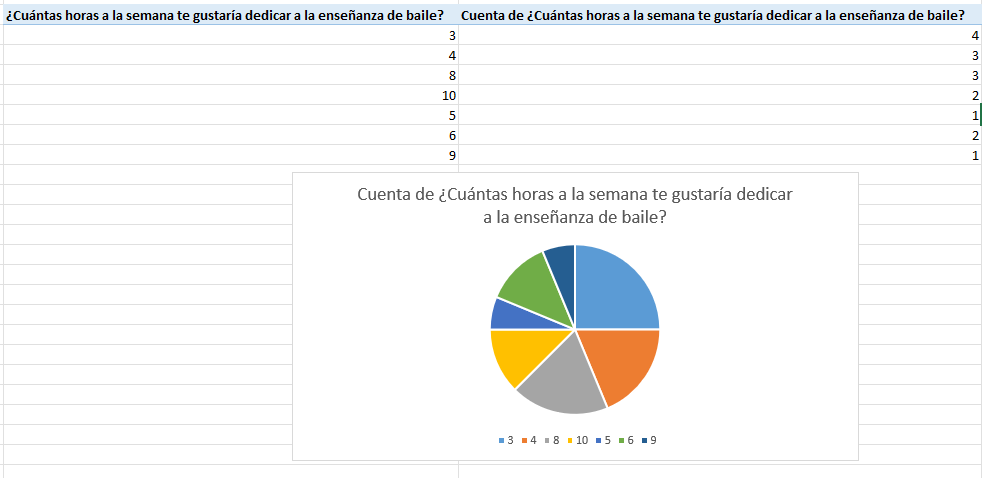 ¿Cuántas horas a la semana te gustaría dedicar a la enseñanza de baile? Cuenta de ¿Cuántas horas a la semana te gustaría dedicar a la enseñanza de baile?
3 4
4 3
8 3
10 2
5 1
6 2
9 1
Cuenta de ¿Cuántas horas a la semana te gustaría dedicar
a la enseñanza de baile?
3 4 8 10 5 6 9